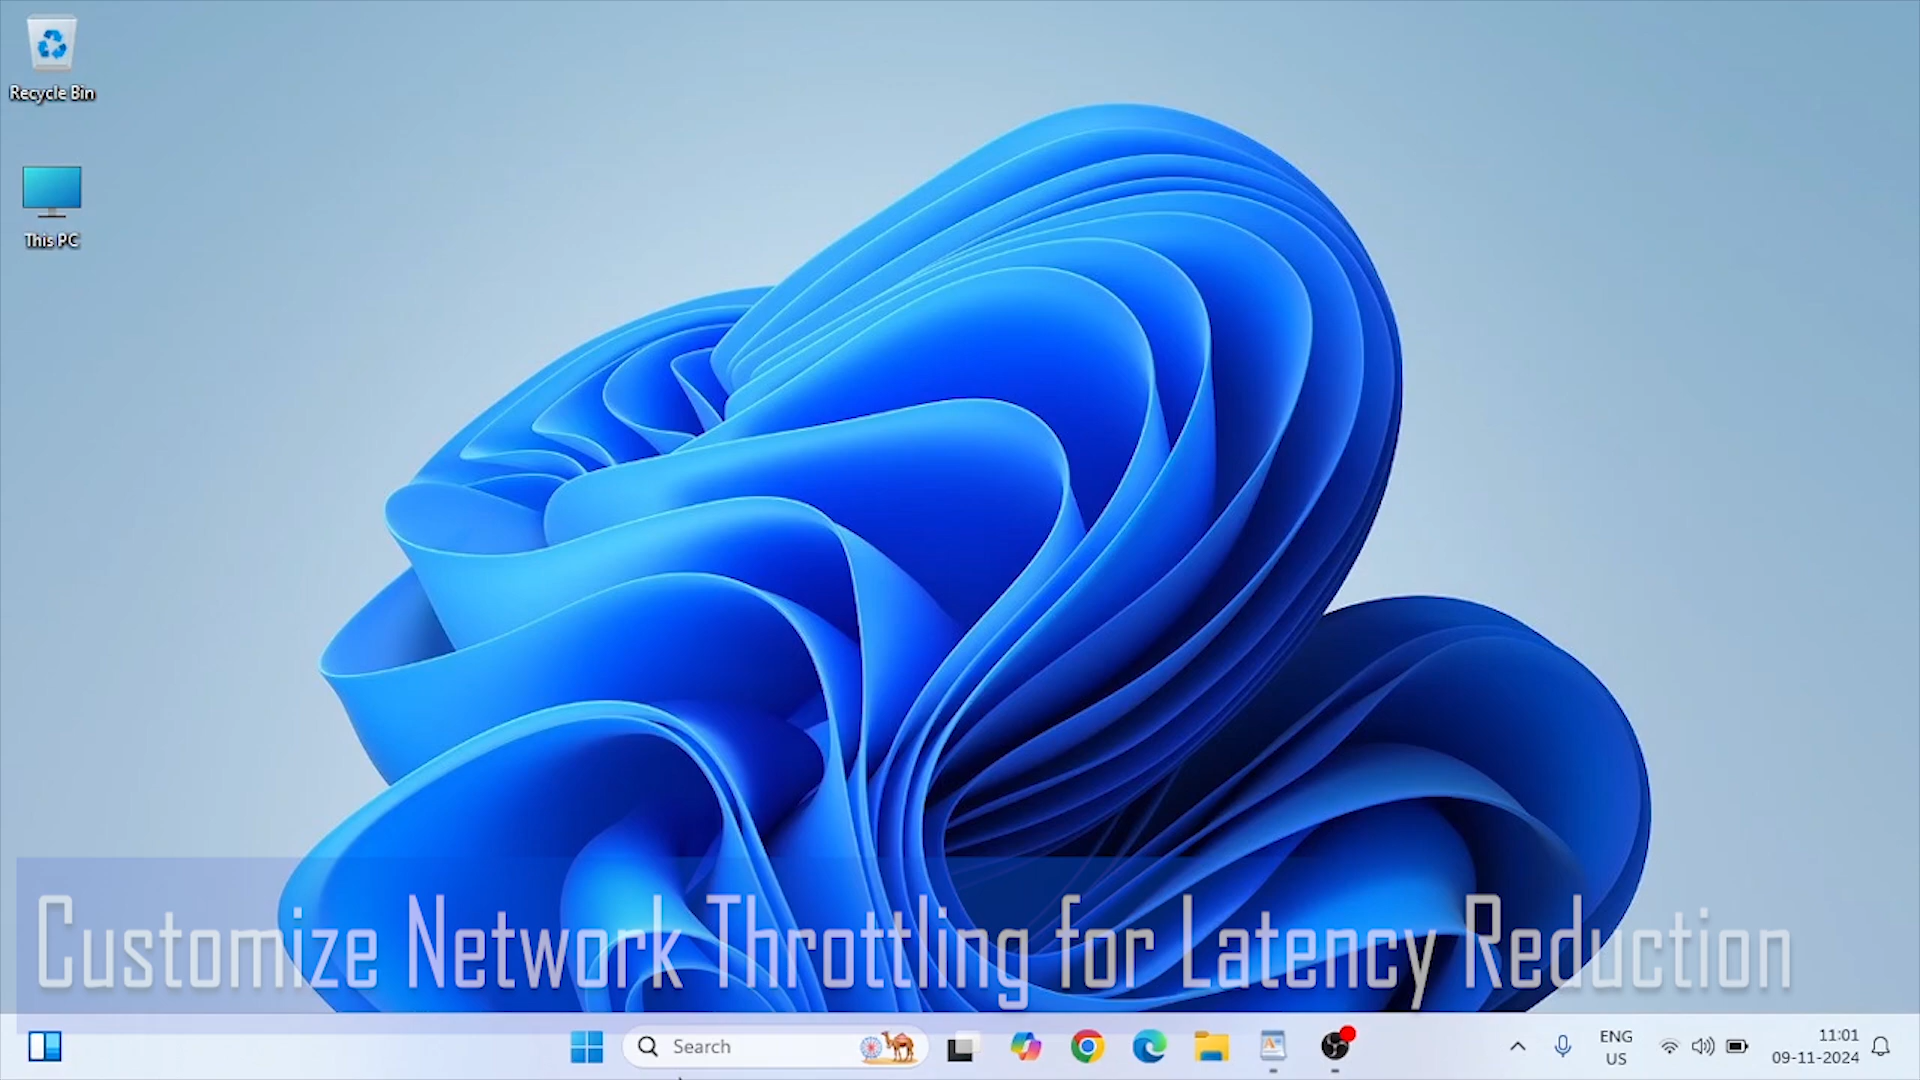 Recycle Bin
This PC
Customize Network Throttling for Latency Reduction
Search
ENG
US
11:01
09-11-2024